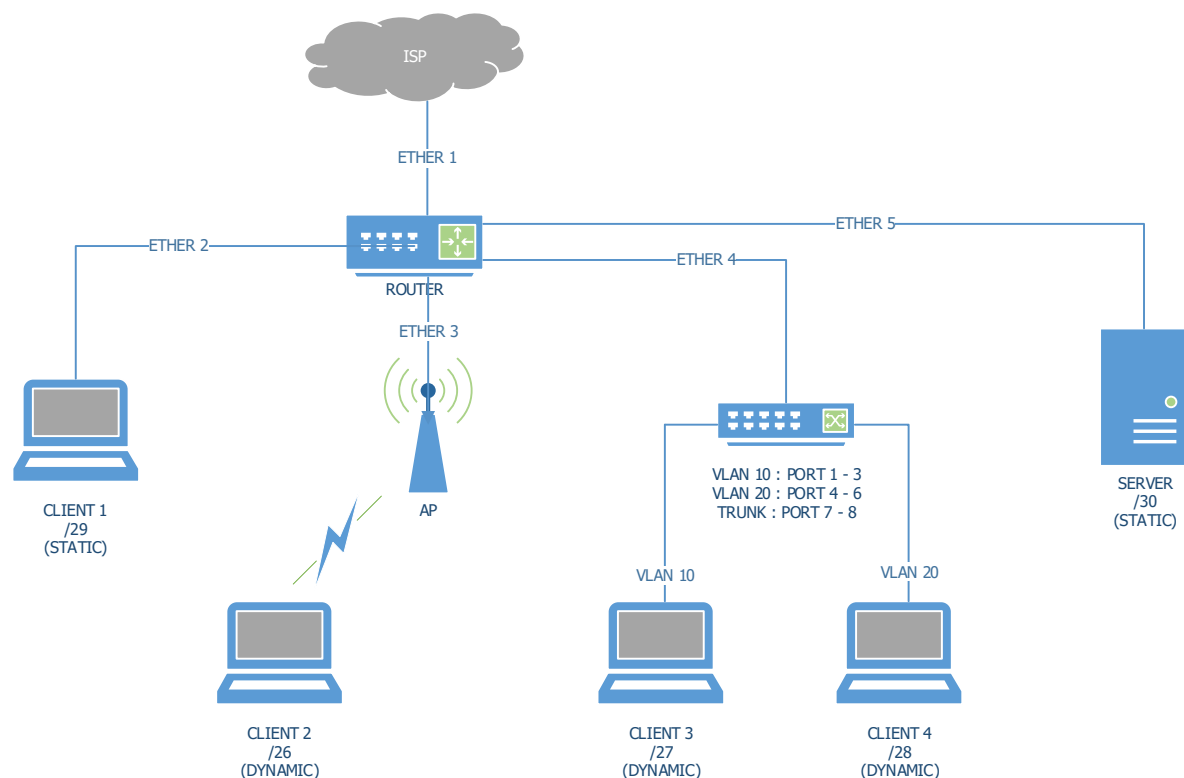 ISP
ETHER 1
ETHER 5
ETHER 2
ETHER 4
ROUTER
ETHER 3
VLAN 10 : PORT 1 - 3
VLAN 20 : PORT 4 - 6
TRUNK : PORT 7 - 8
SERVER
/30
(STATIC)
CLIENT 1
/29
(STATIC)
AP
VLAN 10
VLAN 20
CLIENT 2
/26
(DYNAMIC)
CLIENT 3
/27
(DYNAMIC)
CLIENT 4
/28
(DYNAMIC)